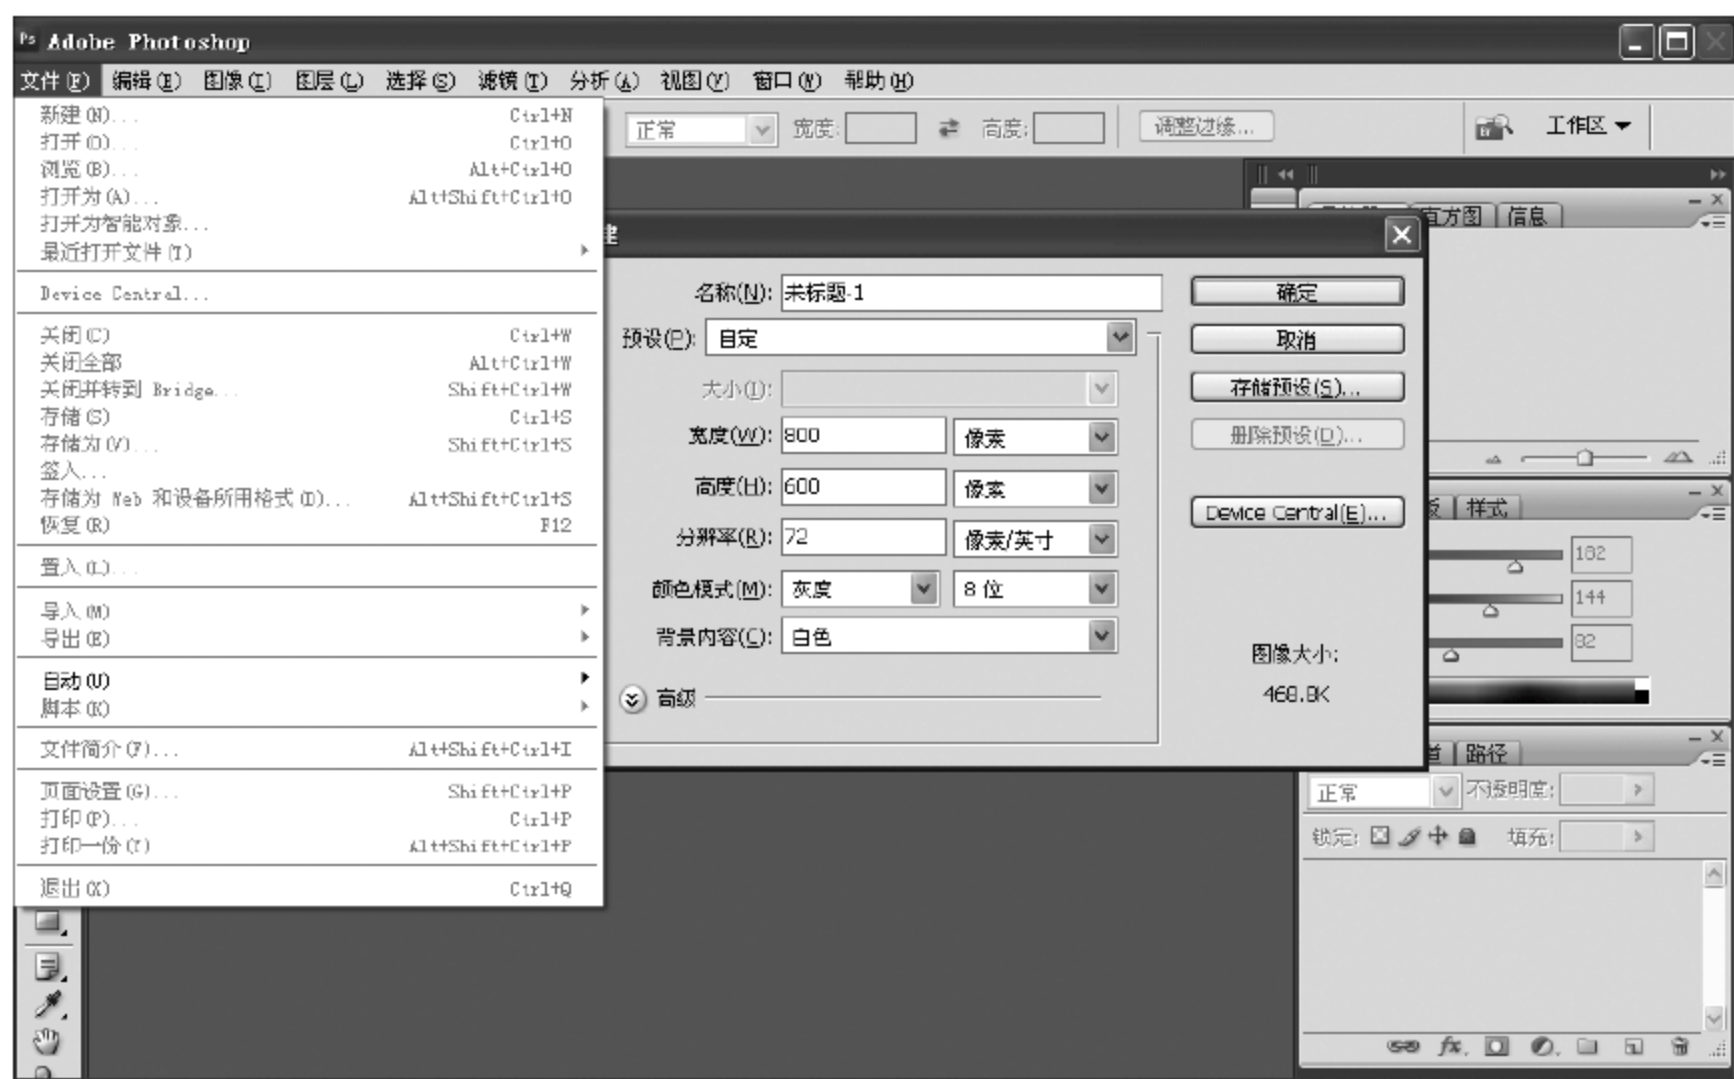 Ps Adobe Photoshop
文件(F) 编辑(E) 图像(I) 图层(L) 选择(S) 滤镜(T) 分析(A) 视图(V) 窗口(W) 帮助(H)
正常 宽度: 高度: 调整边缘... 工作区
新建(N)... Ctrl+N
打开(O)... Ctrl+O
浏览(B)... Alt+Ctrl+O
打开为(A)... Alt+Shift+Ctrl+O
打开为智能对象...
最近打开文件(T)
Device Central...
关闭(C) Ctrl+W
关闭全部 Alt+Ctrl+W
关闭并转到 Bridge... Shift+Ctrl+W
存储(S) Ctrl+S
存储为(V)... Shift+Ctrl+S
签入...
存储为 Web 和设备所用格式(D)... Alt+Shift+Ctrl+S
恢复(R) F12
置入(L)...
导入(M)
导出(E)
自动(U)
脚本(K)
文件简介(F)... Alt+Shift+Ctrl+I
页面设置(G)... Shift+Ctrl+P
打印(P)... Ctrl+P
打印一份(Y) Alt+Shift+Ctrl+P
退出(X) Ctrl+Q
建
名称(N): 未标题-1
预设(P): 自定
大小(I):
宽度(W): 800 像素
高度(H): 600 像素
分辨率(R): 72 像素/英寸
颜色模式(M): 灰度 8 位
背景内容(C): 白色
高级
确定
取消
存储预设(S)...
删除预设(D)...
Device Central(E)...
图像大小:
468.8K
直方图 信息
板 样式
182
144
82
道 路径
正常 不透明度:
锁定: 填充:
fx.